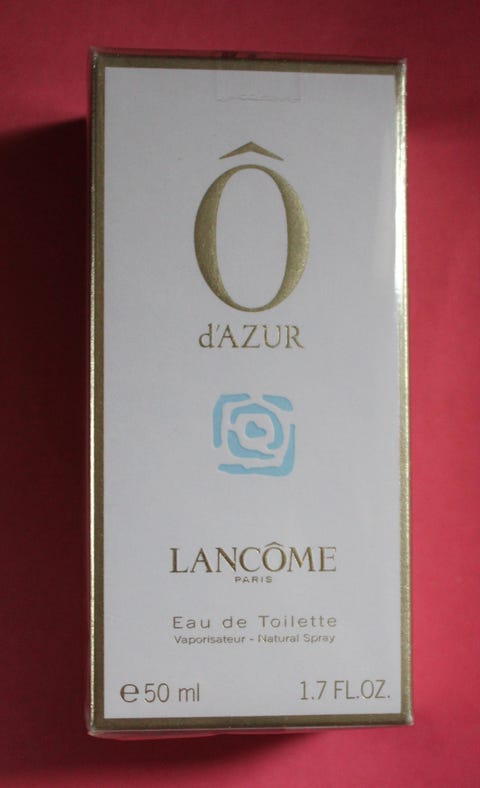 Ô
d'AZUR
LANCÔME
PARIS
Eau de Toilette
Vaporisateur - Natural Spray
℮50 ml 1.7 FL.OZ.